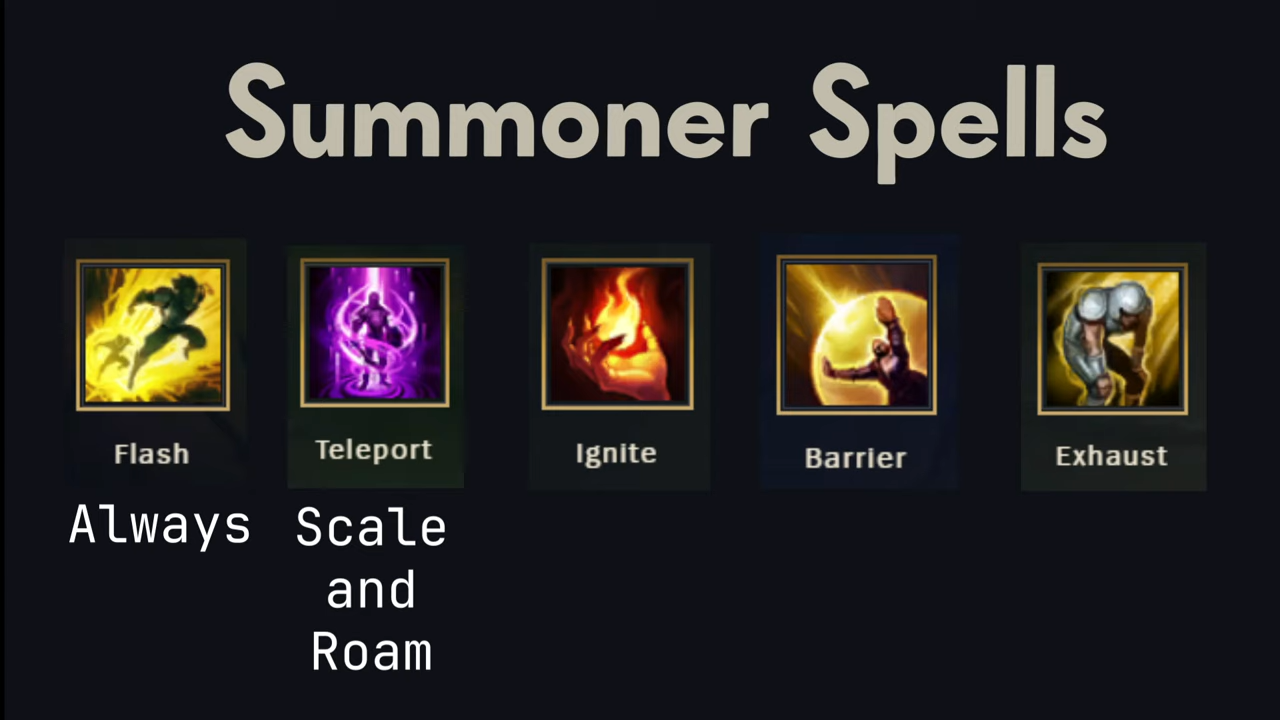 Summoner Spells
Flash
Teleport
Ignite
Barrier
Exhaust
Always
Scale
and
Roam